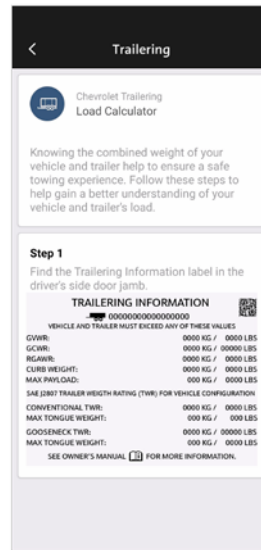 Trailering
Chevrolet Trailering
Load Calculator
Knowing the combined weight of your
vehicle and trailer help to ensure a safe
towing experience. Follow these steps to
help gain a better understanding of your
vehicle and trailer's load.
Step 1
Find the Trailering Information label in the
driver's side door jamb.
TRAILERING INFORMATION
00000000000000000
VEHICLE AND TRAILER MUST EXCEED ANY OF THESE VALUES
GVWR: 0000 KG / 0000 LBS
GCWR: 0000 KG / 00000 LBS
RGAWR: 0000 KG / 0000 LBS
CURB WEIGHT: 0000 KG / 0000 LBS
MAX PAYLOAD: 000 KG / 0000 LBS
SAE J2807 TRAILER WEIGTH RATING (TWR) FOR VEHICLE CONFIGURATION
CONVENTIONAL TWR: 0000 KG / 0000 LBS
MAX TONGUE WEIGHT: 000 KG / 000 LBS
GOOSENECK TWR: 0000 KG / 00000 LBS
MAX TONGUE WEIGHT: 000 KG / 0000 LBS
SEE OWNER'S MANUAL FOR MORE INFORMATION.